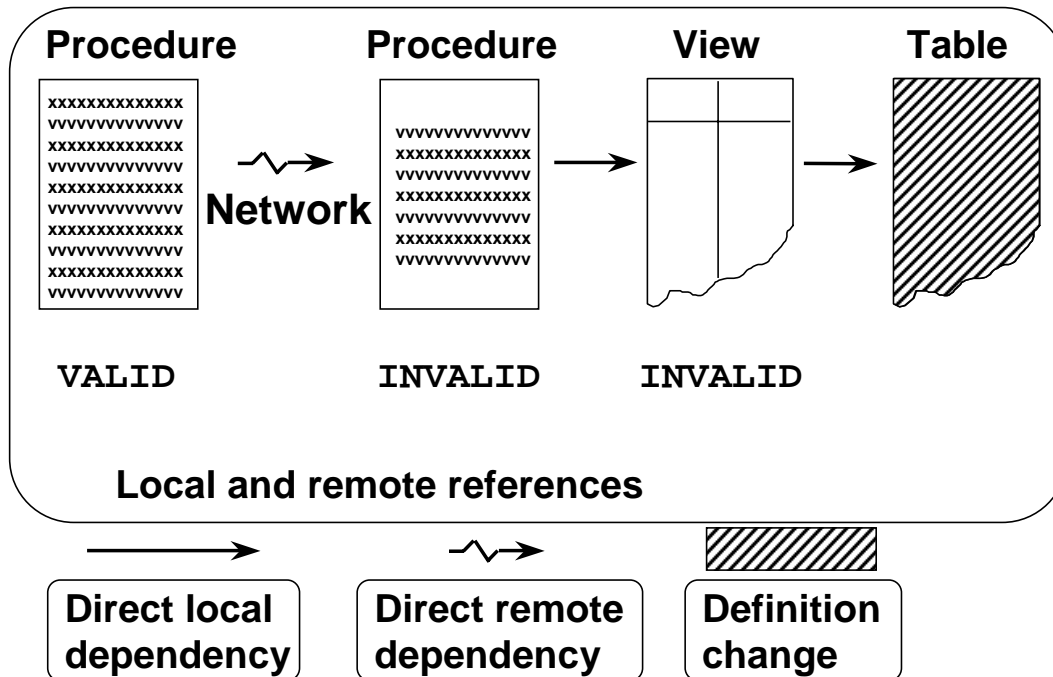 Procedure Procedure View Table
xxxxxxxxxxxxxx
vvvvvvvvvvvvvv
xxxxxxxxxxxxxx
vvvvvvvvvvvvvv
xxxxxxxxxxxxxx
vvvvvvvvvvvvvv
xxxxxxxxxxxxxx
vvvvvvvvvvvvvv
xxxxxxxxxxxxxx
vvvvvvvvvvvvvv
Network
vvvvvvvvvvvvvv
xxxxxxxxxxxxxx
vvvvvvvvvvvvvv
xxxxxxxxxxxxxx
vvvvvvvvvvvvvv
xxxxxxxxxxxxxx
vvvvvvvvvvvvvv
VALID INVALID INVALID
Local and remote references
Direct local
dependency
Direct remote
dependency
Definition
change